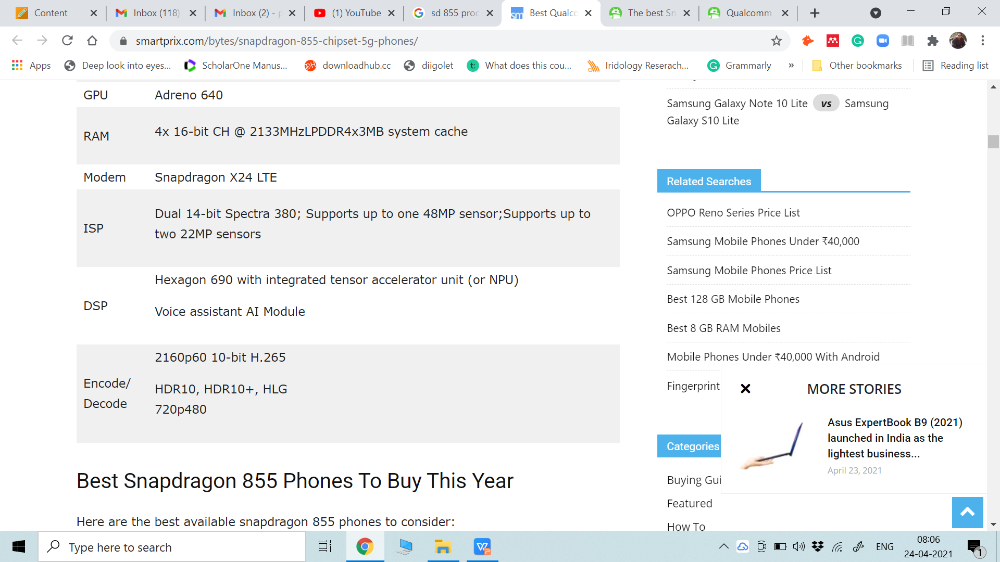 Content
Inbox (118)
Inbox (2) - p
(1) YouTube
sd 855 proc
Best Qualco
The best Sn
Qualcomm
smartprix.com/bytes/snapdragon-855-chipset-5g-phones/
Apps
Deep look into eyes...
ScholarOne Manus...
downloadhub.cc
diigolet
What does this cou...
Iridology Reserach...
Grammarly
»
Other bookmarks
Reading list
GPU
Adreno 640
RAM
4x 16-bit CH @ 2133MHzLPDDR4x3MB system cache
Modem
Snapdragon X24 LTE
ISP
Dual 14-bit Spectra 380; Supports up to one 48MP sensor;Supports up to
two 22MP sensors
DSP
Hexagon 690 with integrated tensor accelerator unit (or NPU)
Voice assistant AI Module
Encode/
Decode
2160p60 10-bit H.265
HDR10, HDR10+, HLG
720p480
Best Snapdragon 855 Phones To Buy This Year
Here are the best available snapdragon 855 phones to consider:
Samsung Galaxy Note 10 Lite vs Samsung
Galaxy S10 Lite
Related Searches
OPPO Reno Series Price List
Samsung Mobile Phones Under ₹40,000
Samsung Mobile Phones Price List
Best 128 GB Mobile Phones
Best 8 GB RAM Mobiles
Mobile Phones Under ₹40,000 With Android
Fingerprint
MORE STORIES
Asus ExpertBook B9 (2021)
launched in India as the
lightest business...
April 23, 2021
Categories
Buying Gui
Featured
How To
Type here to search
ENG
08:06
24-04-2021
1